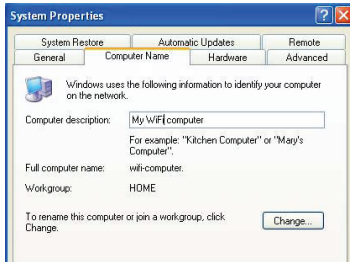 System Properties
System Restore Automatic Updates Remote
General Computer Name Hardware Advanced
Windows uses the following information to identify your computer
on the network.
Computer description: My WiFi computer
For example: "Kitchen Computer" or "Mary's
Computer".
Full computer name: wifi-computer.
Workgroup: HOME
To rename this computer or join a workgroup, click
Change.
Change...